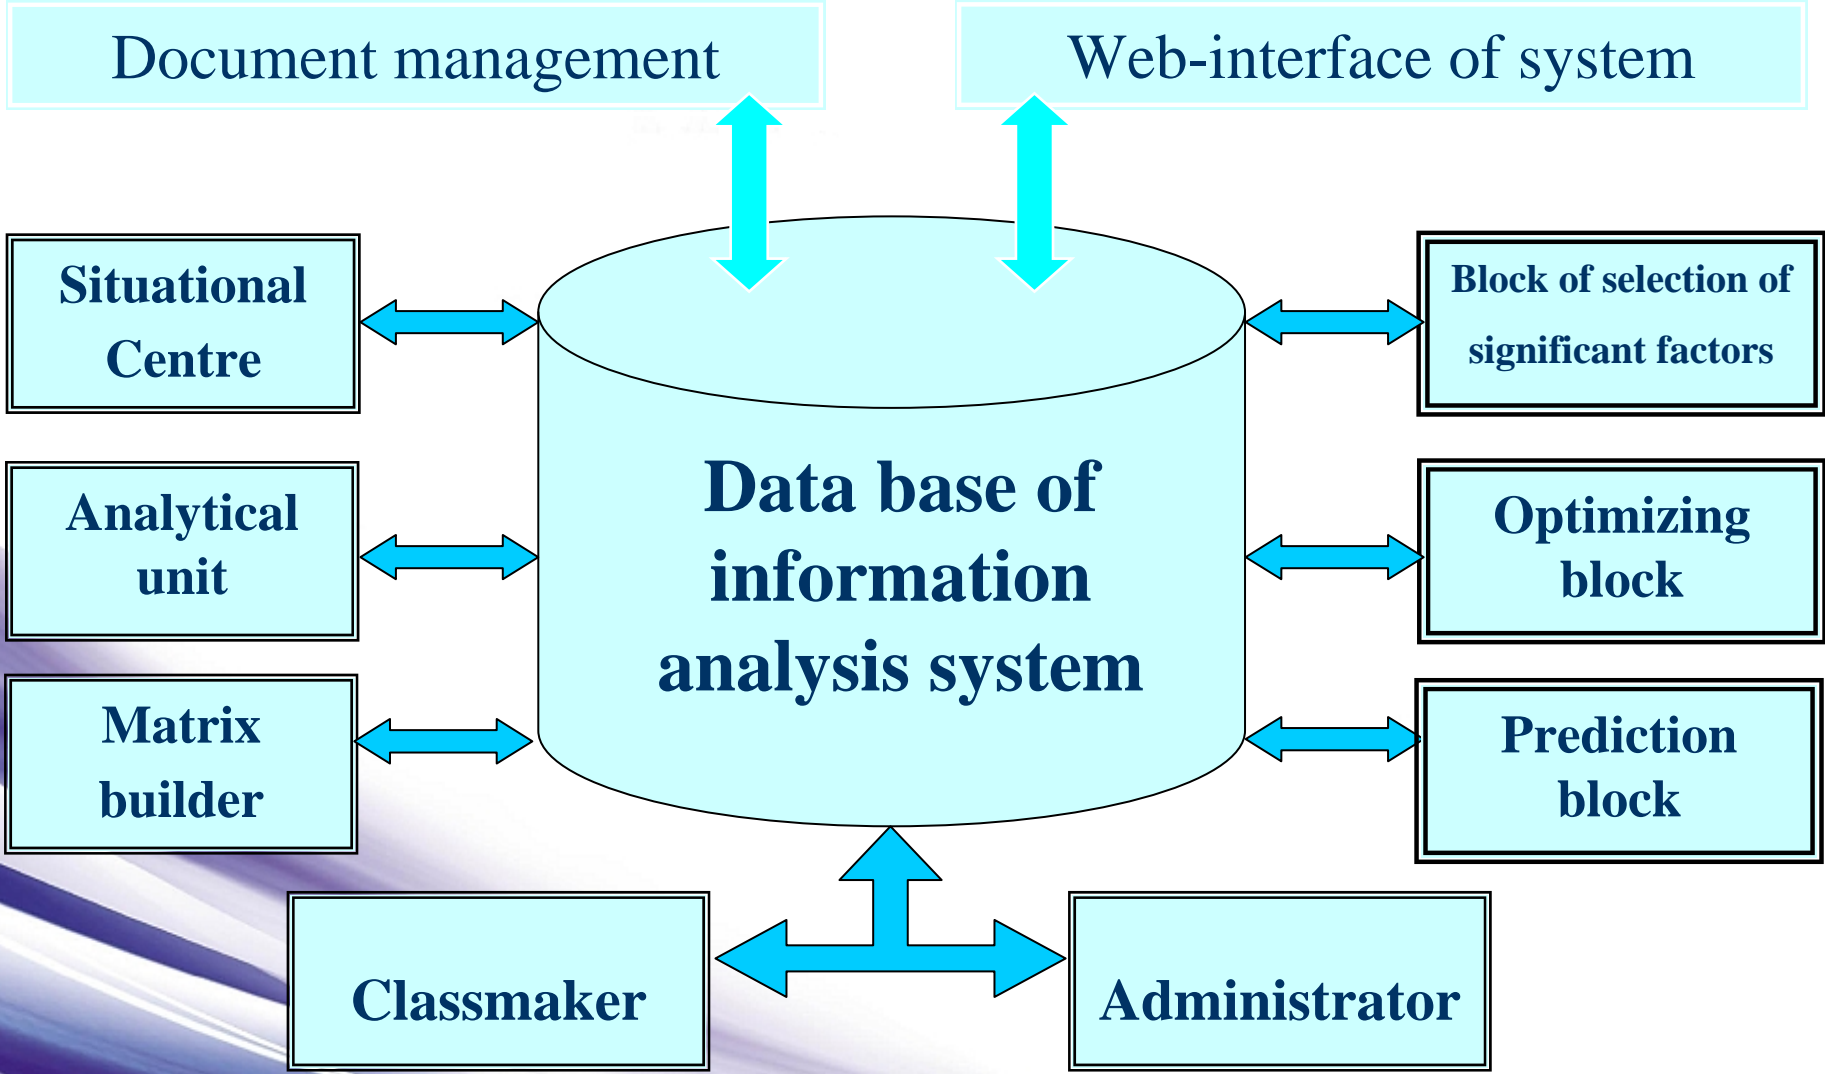 Document management
Web-interface of system
Situational
Centre
Block of selection of
significant factors
Analytical
unit
Data base of
information
analysis system
Optimizing
block
Matrix
builder
Prediction
block
Classmaker
Administrator